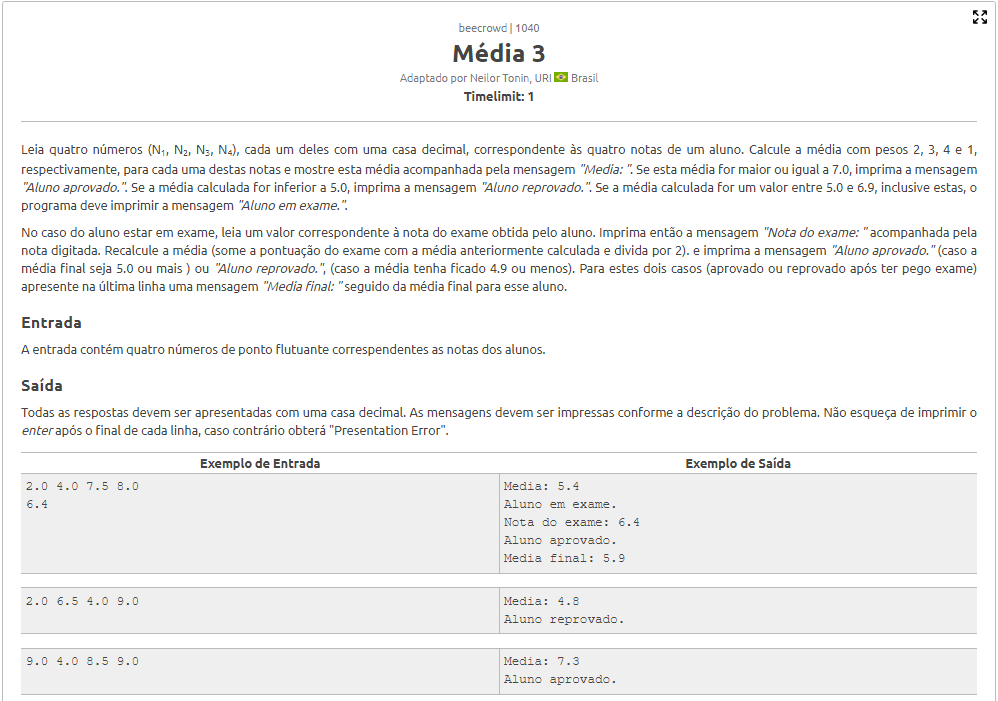 beecrowd | 1040
Média 3
Adaptado por Neilor Tonin, URI Brasil
Timelimit: 1
Leia quatro números (N₁, N₂, N₃, N₄), cada um deles com uma casa decimal, correspondente às quatro notas de um aluno. Calcule a média com pesos 2, 3, 4 e 1,
respectivamente, para cada uma destas notas e mostre esta média acompanhada pela mensagem "Media: ". Se esta média for maior ou igual a 7.0, imprima a mensagem
"Aluno aprovado.". Se a média calculada for inferior a 5.0, imprima a mensagem "Aluno reprovado.". Se a média calculada for um valor entre 5.0 e 6.9, inclusive estas, o
programa deve imprimir a mensagem "Aluno em exame.".
No caso do aluno estar em exame, leia um valor correspondente à nota do exame obtida pelo aluno. Imprima então a mensagem "Nota do exame: " acompanhada pela
nota digitada. Recalcule a média (some a pontuação do exame com a média anteriormente calculada e divida por 2). e imprima a mensagem "Aluno aprovado." (caso a
média final seja 5.0 ou mais ) ou "Aluno reprovado.", (caso a média tenha ficado 4.9 ou menos). Para estes dois casos (aprovado ou reprovado após ter pego exame)
apresente na última linha uma mensagem "Media final: " seguido da média final para esse aluno.
Entrada
A entrada contém quatro números de ponto flutuante correspendentes as notas dos alunos.
Saída
Todas as respostas devem ser apresentadas com uma casa decimal. As mensagens devem ser impressas conforme a descrição do problema. Não esqueça de imprimir o
enter após o final de cada linha, caso contrário obterá "Presentation Error".
Exemplo de Entrada
Exemplo de Saída
2.0 4.0 7.5 8.0
6.4
Media: 5.4
Aluno em exame.
Nota do exame: 6.4
Aluno aprovado.
Media final: 5.9
2.0 6.5 4.0 9.0
Media: 4.8
Aluno reprovado.
9.0 4.0 8.5 9.0
Media: 7.3
Aluno aprovado.